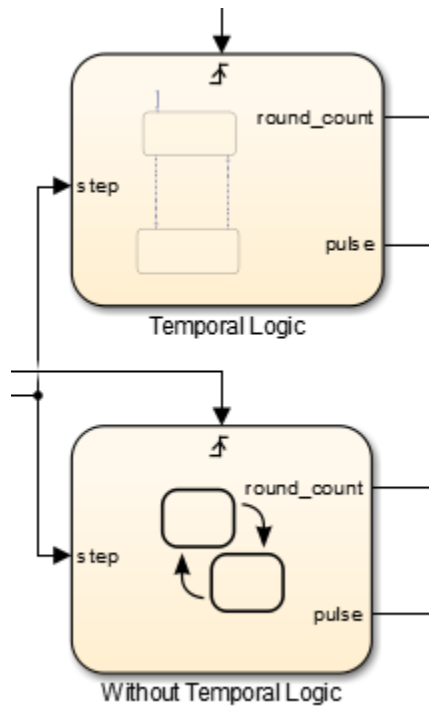 round_count
step
pulse
Temporal Logic
round_count
step
pulse
Without Temporal Logic